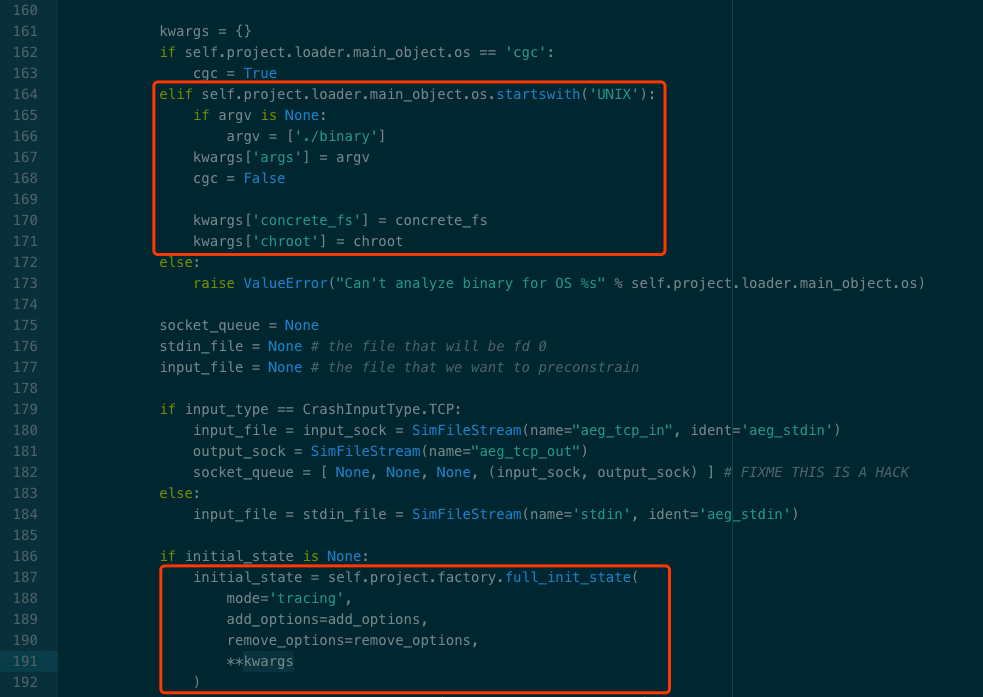 160
161 kwargs = {}
162 if self.project.loader.main_object.os == 'cgc':
163     cgc = True
164 elif self.project.loader.main_object.os.startswith('UNIX'):
165     if argv is None:
166         argv = ['./binary']
167     kwargs['args'] = argv
168     cgc = False
169
170     kwargs['concrete_fs'] = concrete_fs
171     kwargs['chroot'] = chroot
172 else:
173     raise ValueError("Can't analyze binary for OS %s" % self.project.loader.main_object.os)
174
175 socket_queue = None
176 stdin_file = None # the file that will be fd 0
177 input_file = None # the file that we want to preconstrain
178
179 if input_type == CrashInputType.TCP:
180     input_file = input_sock = SimFileStream(name="aeg_tcp_in", ident='aeg_stdin')
181     output_sock = SimFileStream(name="aeg_tcp_out")
182     socket_queue = [ None, None, None, (input_sock, output_sock) ] # FIXME THIS IS A HACK
183 else:
184     input_file = stdin_file = SimFileStream(name='stdin', ident='aeg_stdin')
185
186 if initial_state is None:
187     initial_state = self.project.factory.full_init_state(
188         mode='tracing',
189         add_options=add_options,
190         remove_options=remove_options,
191         **kwargs
192     )